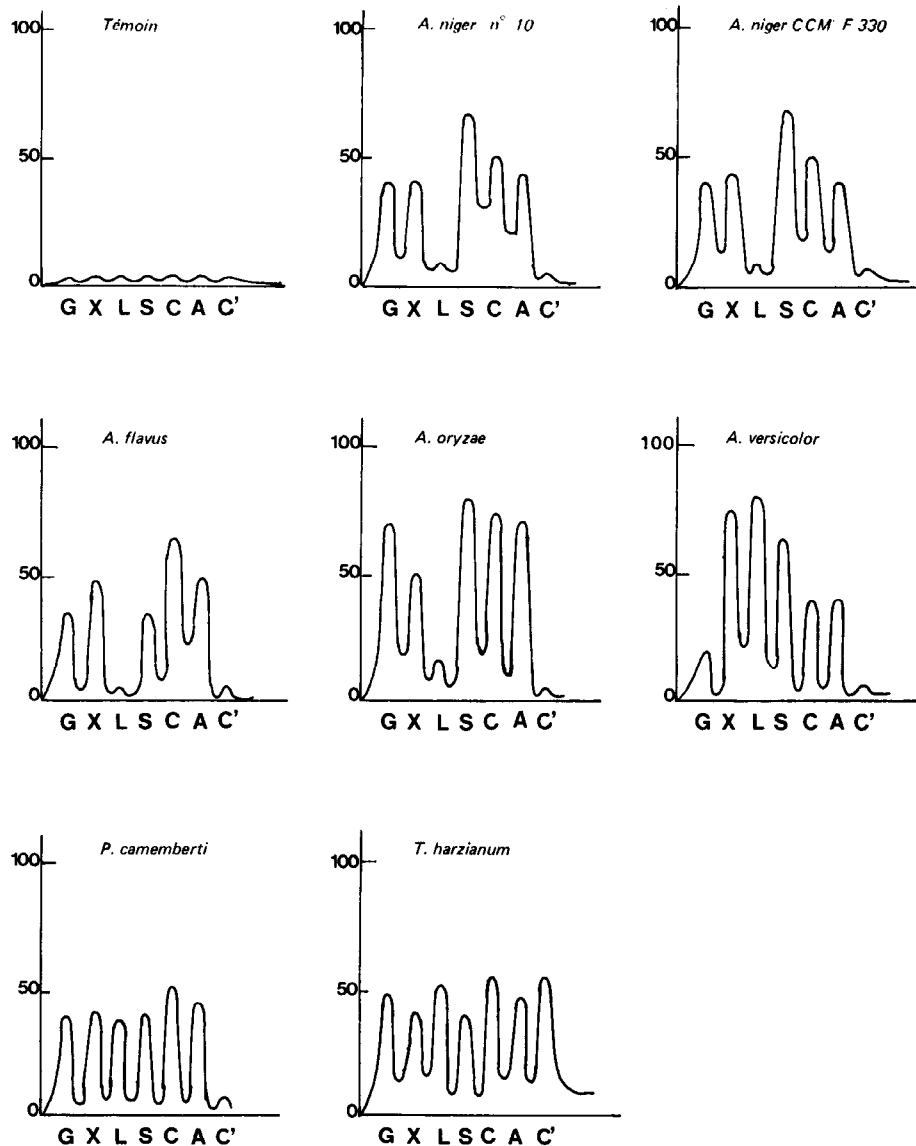 Témoin
100
50
0
G X L S C A C'
A. niger n° 10
100
50
0
G X L S C A C'
A. niger CCM F 330
100
50
0
G X L S C A C'
A. flavus
100
50
0
G X L S C A C'
A. oryzae
100
50
0
G X L S C A C'
A. versicolor
100
50
0
G X L S C A C'
P. camemberti
100
50
0
G X L S C A C'
T. harzianum
100
50
0
G X L S C A C'